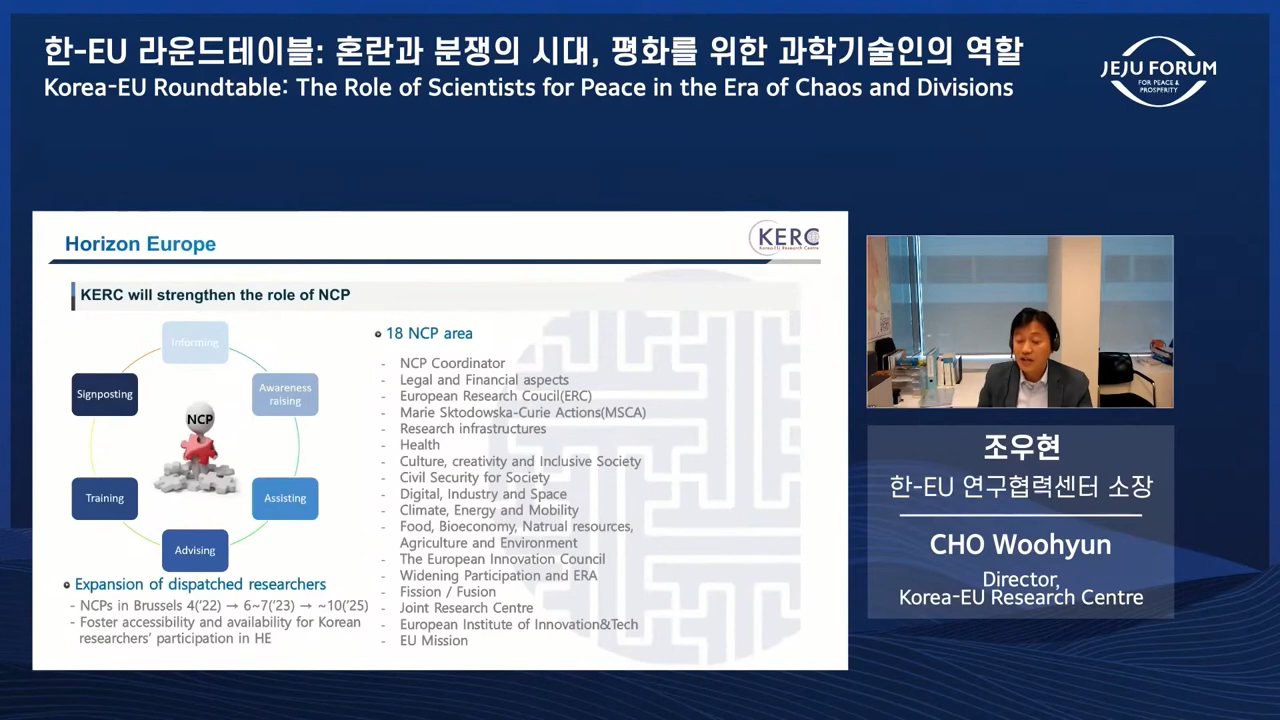 한-EU 라운드테이블: 혼란과 분쟁의 시대, 평화를 위한 과학기술인의 역할
Korea-EU Roundtable: The Role of Scientists for Peace in the Era of Chaos and Divisions
JEJU FORUM
FOR PEACE &
PROSPERITY
Horizon Europe
KERC
Korea-EU Research Centre
KERC will strengthen the role of NCP
Informing
Signposting
Awareness
raising
NCP
Training
Assisting
Advising
Expansion of dispatched researchers
- NCPs in Brussels 4('22) → 6~7('23) → ~10('25)
- Foster accessibility and availability for Korean
researchers' participation in HE
18 NCP area
- NCP Coordinator
- Legal and Financial aspects
- European Research Coucil(ERC)
- Marie Sktodowska-Curie Actions(MSCA)
- Research infrastructures
- Health
- Culture, creativity and Inclusive Society
- Civil Security for Society
- Digital, Industry and Space
- Climate, Energy and Mobility
- Food, Bioeconomy, Natrual resources,
Agriculture and Environment
- The European Innovation Council
- Widening Participation and ERA
- Fission / Fusion
- Joint Research Centre
- European Institute of Innovation&Tech
- EU Mission
조우현
한-EU 연구협력센터 소장
CHO Woohyun
Director,
Korea-EU Research Centre